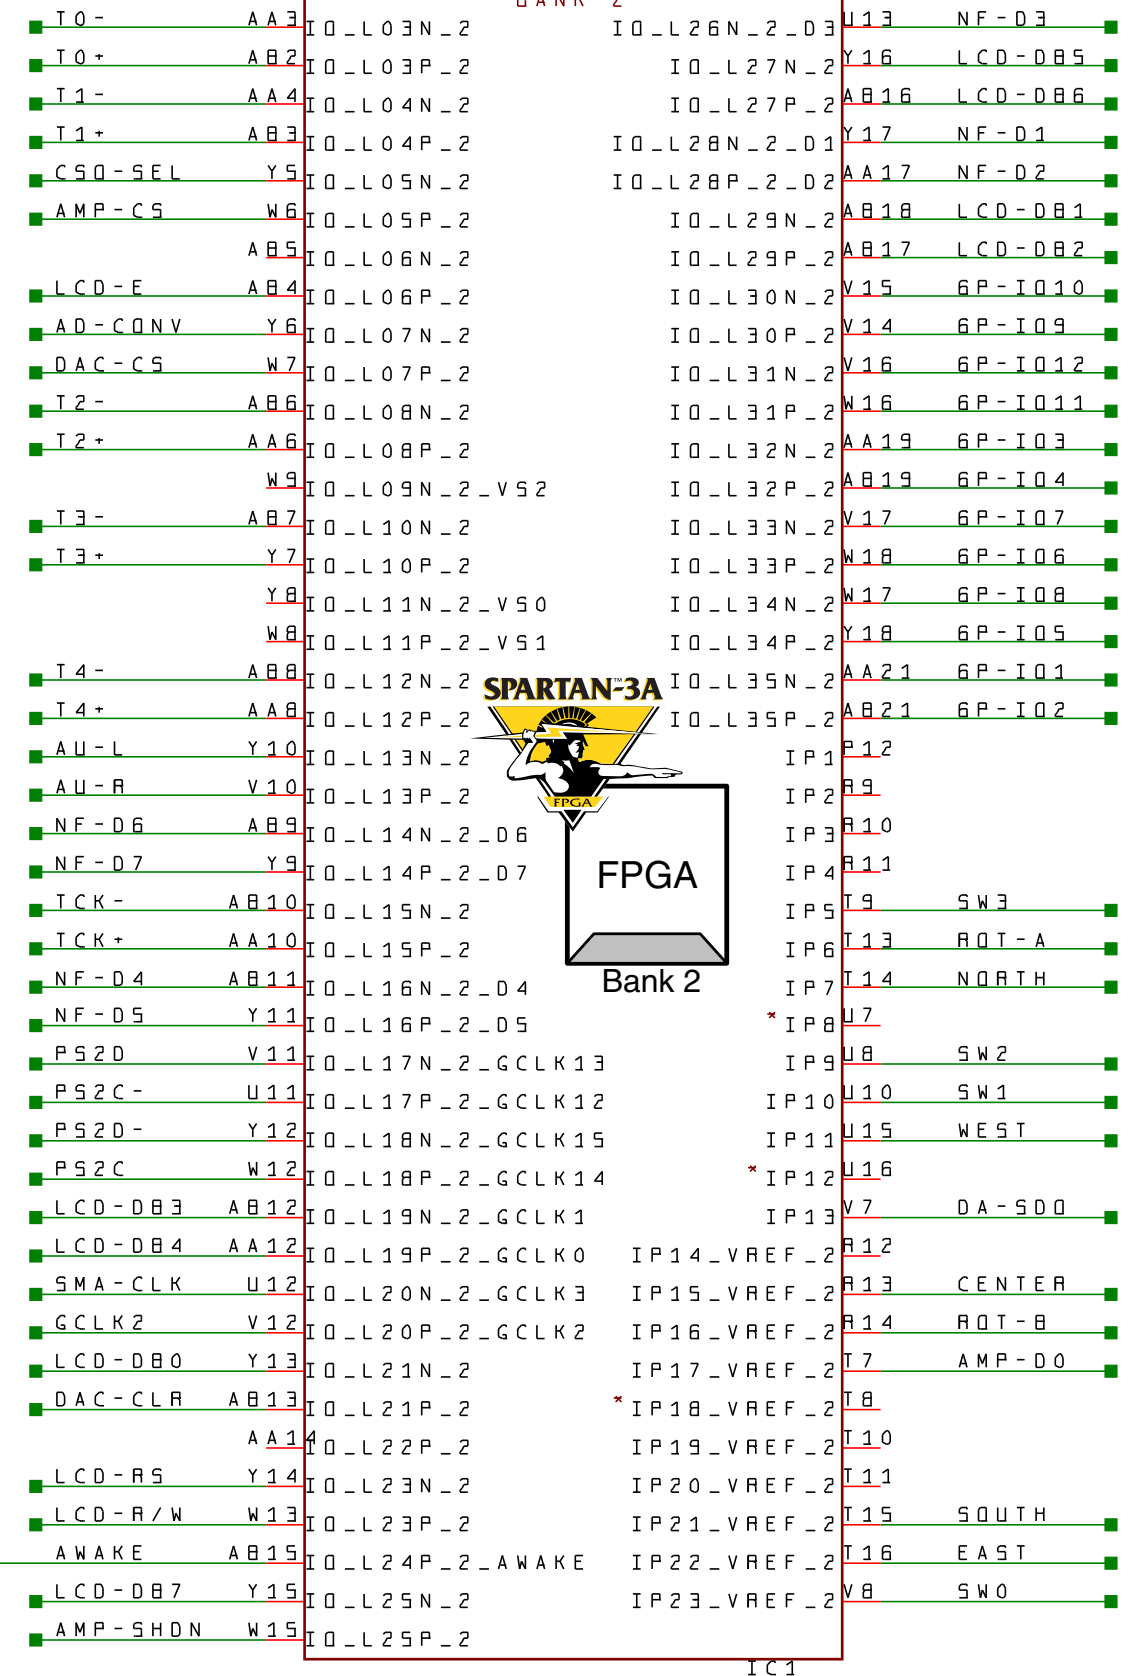 BANK 2
T0- AA3 IO_L03N_2 IO_L26N_2_D3 U13 NF-D3
T0+ AB2 IO_L03P_2 IO_L27N_2 Y16 LCD-DB5
T1- AA4 IO_L04N_2 IO_L27P_2 AB16 LCD-DB6
T1+ AB3 IO_L04P_2 IO_L28N_2_D1 Y17 NF-D1
CSO-SEL Y5 IO_L05N_2 IO_L28P_2_D2 AA17 NF-D2
AMP-CS W6 IO_L05P_2 IO_L29N_2 AB18 LCD-DB1
AB5 IO_L06N_2 IO_L29P_2 AB17 LCD-DB2
LCD-E AB4 IO_L06P_2 IO_L30N_2 V15 GP-IO10
AD-CONV Y6 IO_L07N_2 IO_L30P_2 V14 GP-IO9
DAC-CS W7 IO_L07P_2 IO_L31N_2 V16 GP-IO12
T2- AB6 IO_L08N_2 IO_L31P_2 W16 GP-IO11
T2+ AA6 IO_L08P_2 IO_L32N_2 AA19 GP-IO3
W9 IO_L09N_2_VS2 IO_L32P_2 AB19 GP-IO4
T3- AB7 IO_L10N_2 IO_L33N_2 V17 GP-IO7
T3+ Y7 IO_L10P_2 IO_L33P_2 W18 GP-IO6
Y8 IO_L11N_2_VS0 IO_L34N_2 W17 GP-IO8
W8 IO_L11P_2_VS1 IO_L34P_2 Y18 GP-IO5
T4- AB8 IO_L12N_2 SPARTAN™-3A IO_L35N_2 AA21 GP-IO1
T4+ AA8 IO_L12P_2 IO_L35P_2 AB21 GP-IO2
AU-L Y10 IO_L13N_2 IP1 P12
AU-R V10 IO_L13P_2 FPGA IP2 R9
NF-D6 AB9 IO_L14N_2_D6 IP3 R10
NF-D7 Y9 IO_L14P_2_D7 FPGA IP4 R11
TCK- AB10 IO_L15N_2 IP5 T9 SW3
TCK+ AA10 IO_L15P_2 IP6 T13 ROT-A
NF-D4 AB11 IO_L16N_2_D4 Bank 2 IP7 T14 NORTH
NF-D5 Y11 IO_L16P_2_D5 * IP8 U7
PS2D V11 IO_L17N_2_GCLK13 IP9 U8 SW2
PS2C- U11 IO_L17P_2_GCLK12 IP10 U10 SW1
PS2D- Y12 IO_L18N_2_GCLK15 IP11 U15 WEST
PS2C W12 IO_L18P_2_GCLK14 * IP12 U16
LCD-DB3 AB12 IO_L19N_2_GCLK1 IP13 V7 DA-SDO
LCD-DB4 AA12 IO_L19P_2_GCLK0 IP14_VREF_2 R12
SMA-CLK U12 IO_L20N_2_GCLK3 IP15_VREF_2 R13 CENTER
GCLK2 V12 IO_L20P_2_GCLK2 IP16_VREF_2 R14 ROT-B
LCD-DB0 Y13 IO_L21N_2 IP17_VREF_2 T7 AMP-DO
DAC-CLR AB13 IO_L21P_2 * IP18_VREF_2 T8
AA14 IO_L22P_2 IP19_VREF_2 T10
LCD-RS Y14 IO_L23N_2 IP20_VREF_2 T11
LCD-R/W W13 IO_L23P_2 IP21_VREF_2 T15 SOUTH
AWAKE AB15 IO_L24P_2_AWAKE IP22_VREF_2 T16 EAST
LCD-DB7 Y15 IO_L25N_2 IP23_VREF_2 V8 SW0
AMP-SHDN W15 IO_L25P_2
IC1